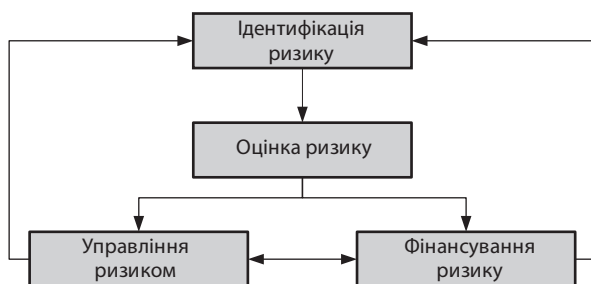 Ідентифікація
ризику
Оцінка ризику
Управління
ризиком
Фінансування
ризику